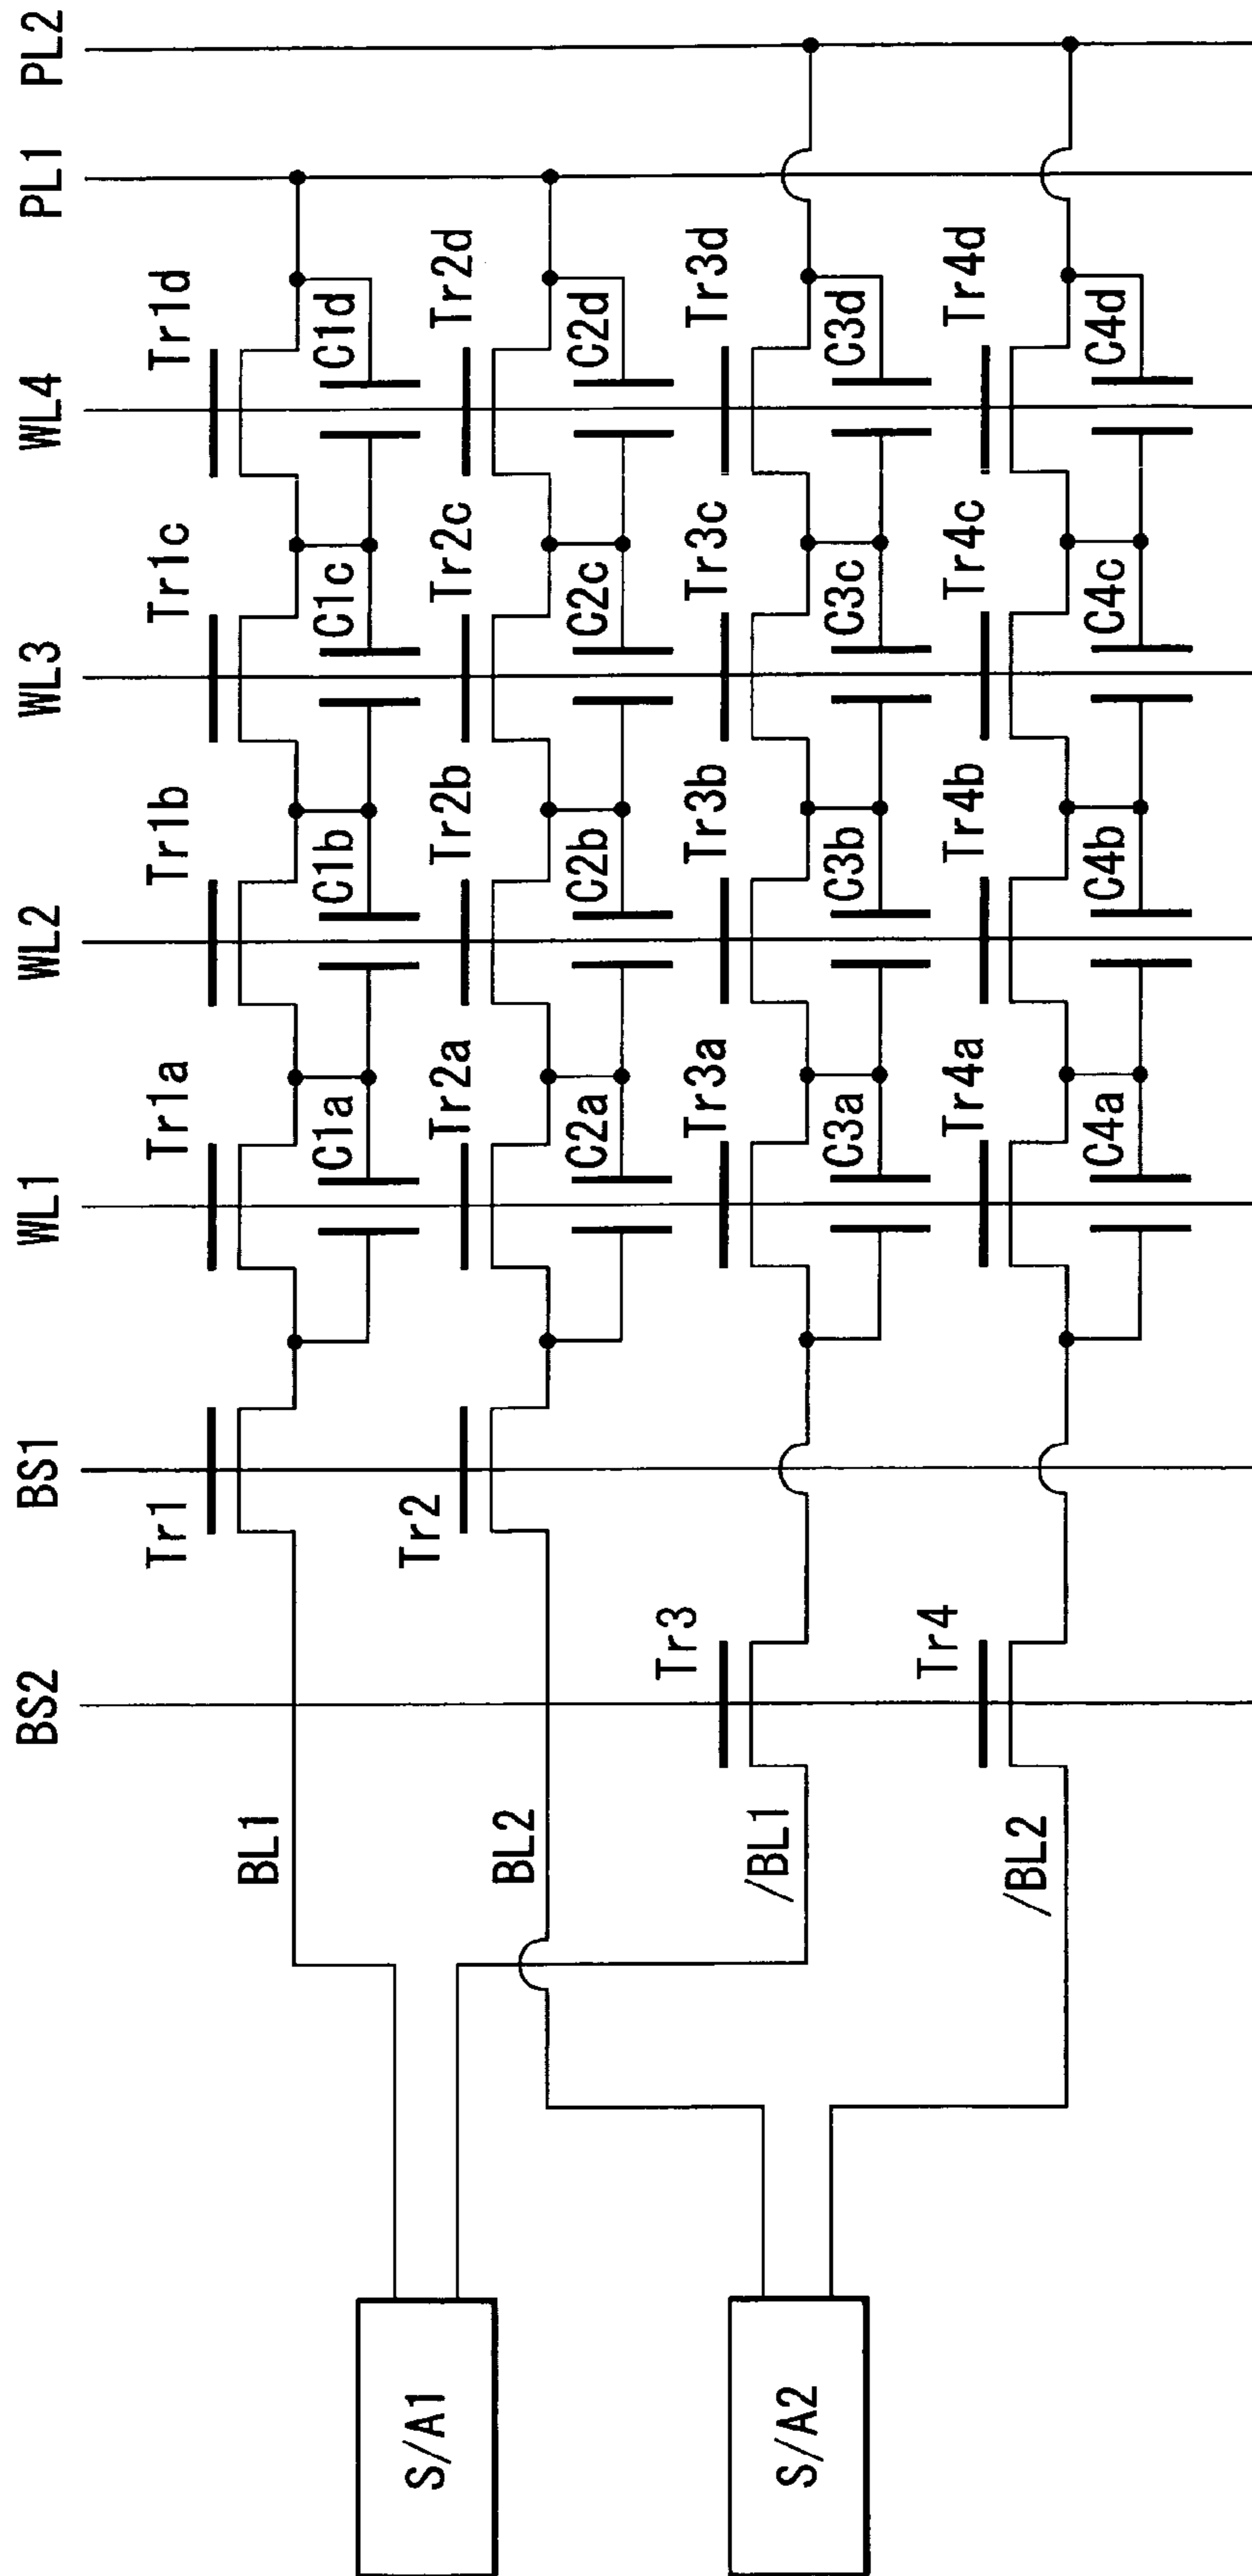 BS2 BS1 WL1 WL2 WL3 WL4 PL1 PL2
Tr1 Tr1a Tr1b Tr1c Tr1d
BL1
C1a C1b C1c C1d
Tr2 Tr2a Tr2b Tr2c Tr2d
BL2
C2a C2b C2c C2d
S/A1
Tr3 Tr3a Tr3b Tr3c Tr3d
/BL1
C3a C3b C3c C3d
S/A2
Tr4 Tr4a Tr4b Tr4c Tr4d
/BL2
C4a C4b C4c C4d